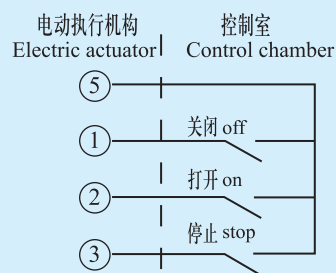 电动执行机构 控制室
Electric actuator Control chamber
5
关闭 off
1
打开 on
2
停止 stop
3